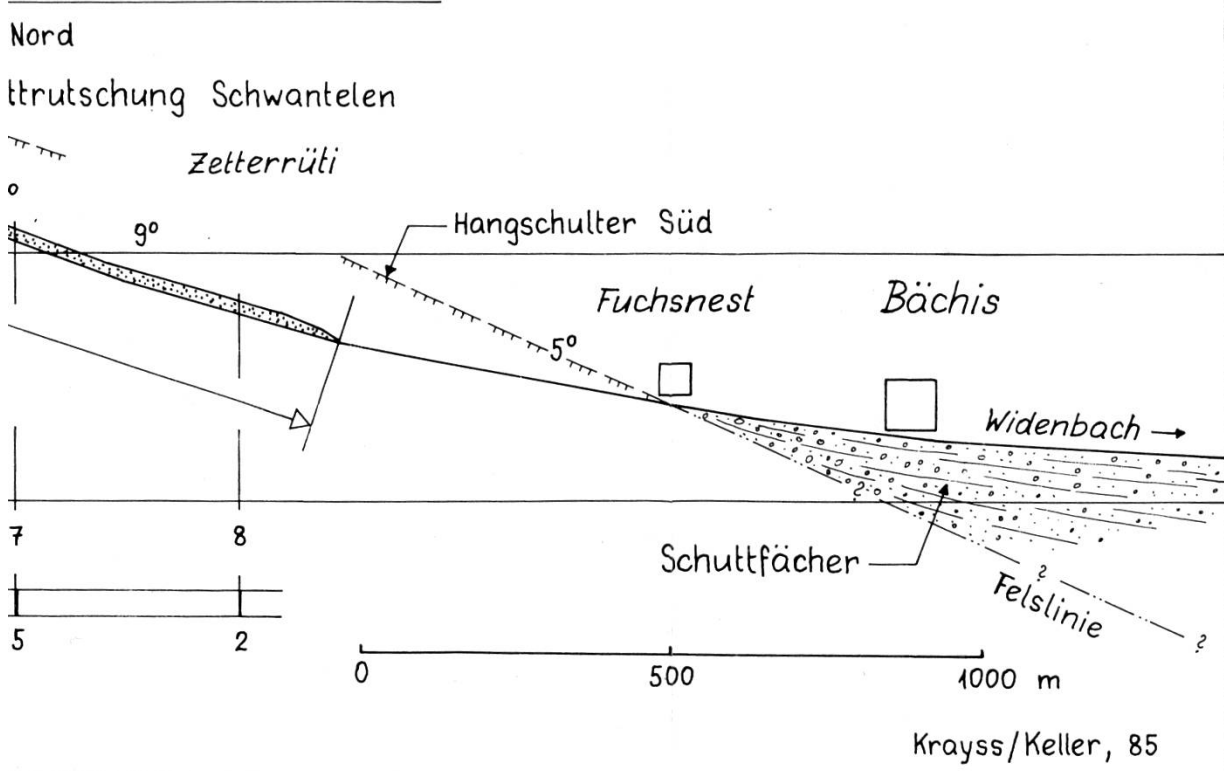 Nord
ttrutschung Schwantelen
Zetterrüti
o
9°
Hangschulter Süd
Fuchsnest
Bächis
5°
Widenbach →
?
7
8
Schuttfächer
?
Felslinie
?
5
2
0
500
1000 m
Krayss/Keller, 85